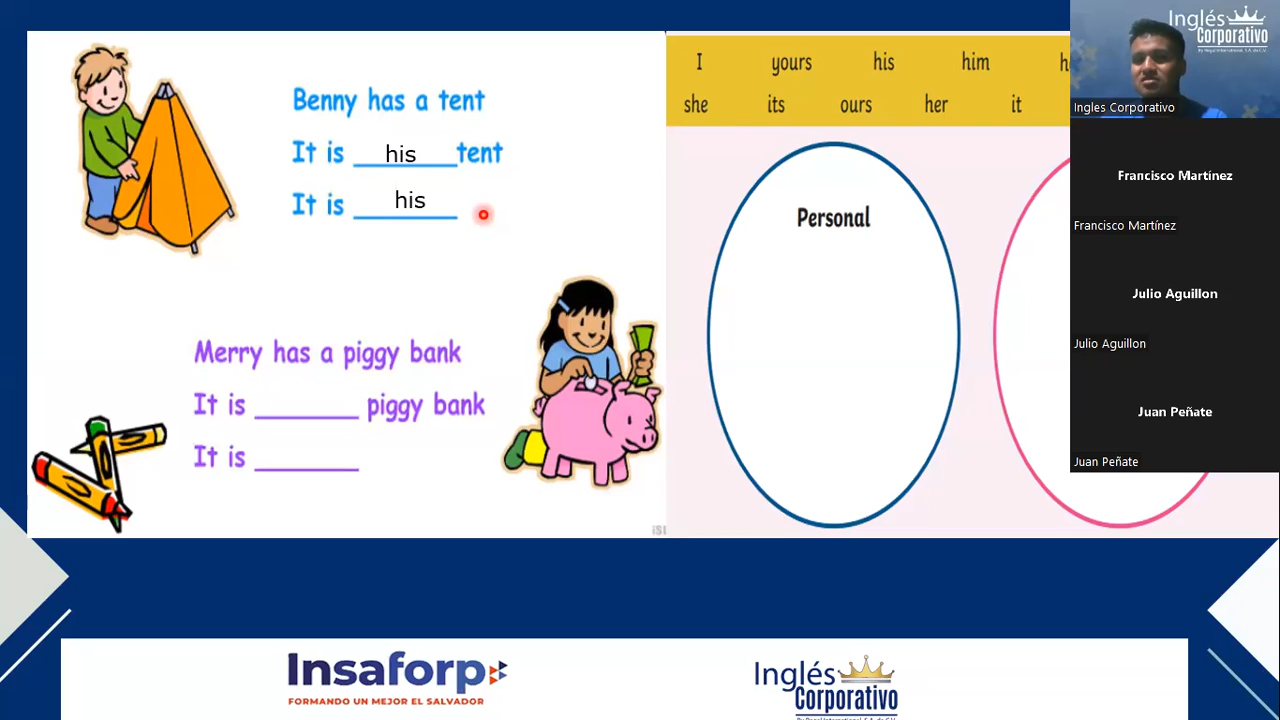 Benny has a tent
It is his tent
It is his
Merry has a piggy bank
It is ________ piggy bank
It is ________
I yours his him
she its ours her it
Personal
Inglés
Corporativo
Ingles Corporativo
Francisco Martínez
Francisco Martínez
Julio Aguillon
Julio Aguillon
Juan Peñate
Juan Peñate
Insaforp
FORMANDO UN MEJOR EL SALVADOR
Inglés
Corporativo